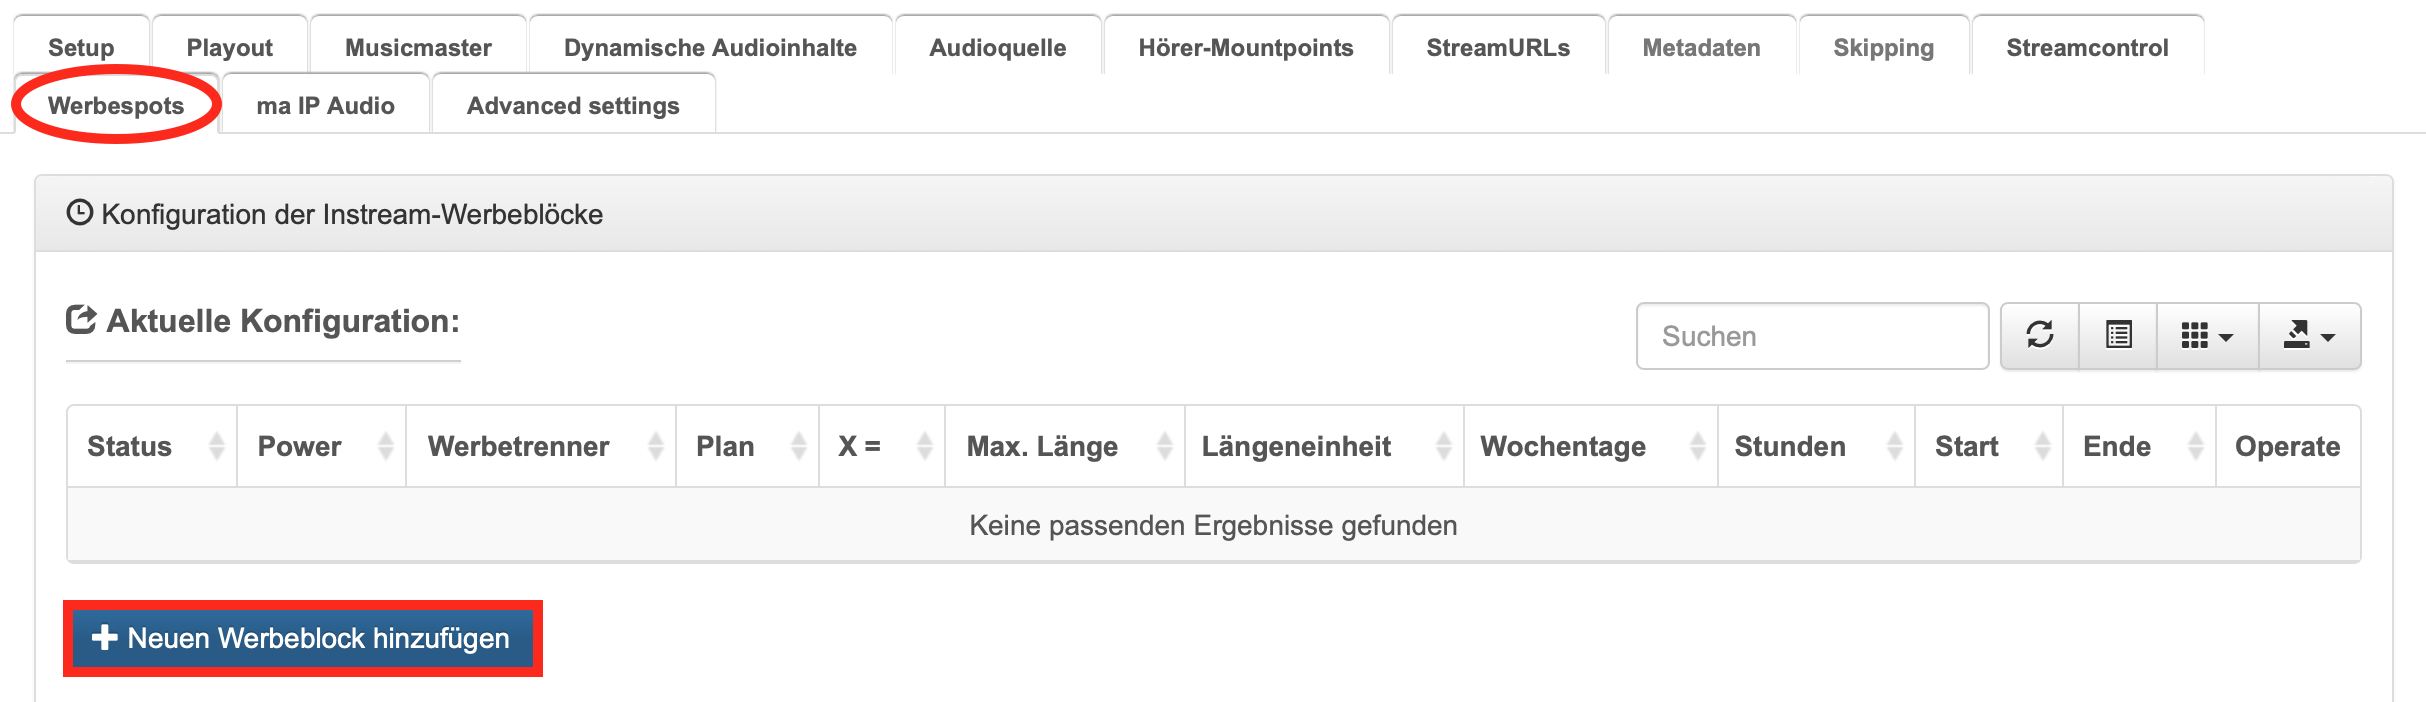 Setup Playout Musicmaster Dynamische Audioinhalte Audioquelle Hörer-Mountpoints StreamURLs Metadaten Skipping Streamcontrol
Werbespots ma IP Audio Advanced settings
Konfiguration der Instream-Werbeblöcke
Aktuelle Konfiguration: Suchen
Status Power Werbetrenner Plan X = Max. Länge Längeneinheit Wochentage Stunden Start Ende Operate
Keine passenden Ergebnisse gefunden
Neuen Werbeblock hinzufügen